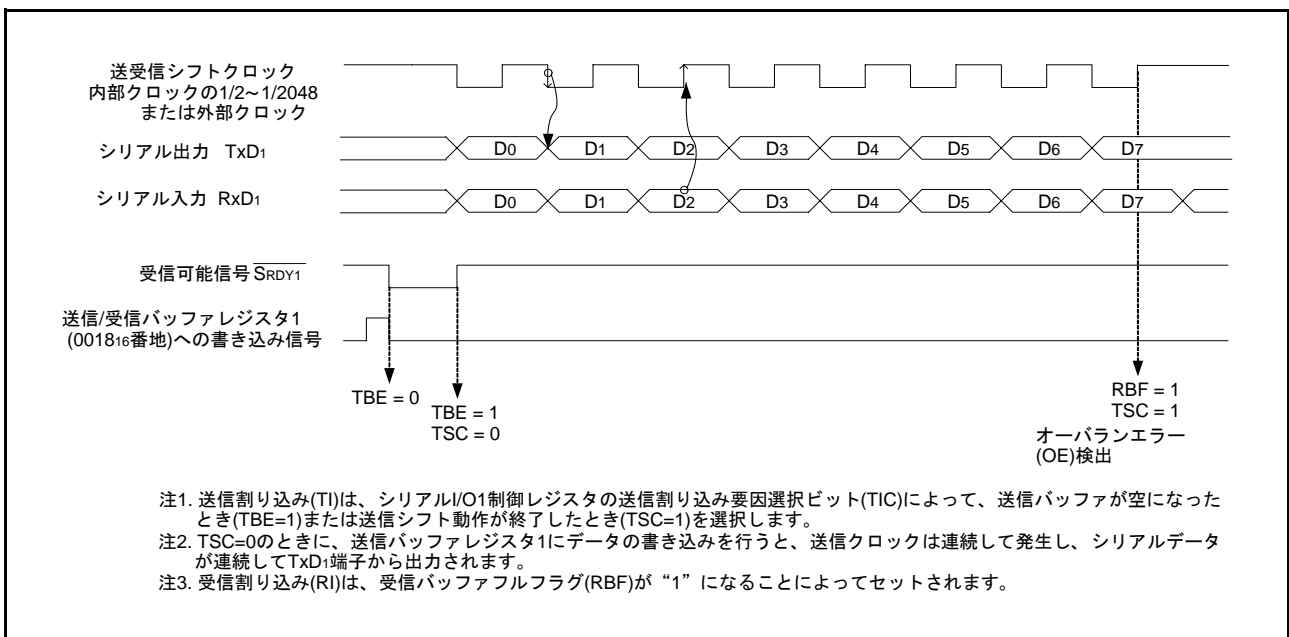 送受信シフトクロック
内部クロックの1/2~1/2048
または外部クロック
シリアル出力 TxD1
D0 D1 D2 D3 D4 D5 D6 D7
シリアル入力 RxD1
D0 D1 D2 D3 D4 D5 D6 D7
受信可能信号 SRDY1
送信/受信バッファレジスタ1
(001816番地)への書き込み信号
TBE = 0
TBE = 1
TSC = 0
RBF = 1
TSC = 1
オーバランエラー
(OE)検出
注1. 送信割り込み(TI)は、シリアルI/O1制御レジスタの送信割り込み要因選択ビット(TIC)によって、送信バッファが空になった
とき(TBE=1)または送信シフト動作が終了したとき(TSC=1)を選択します。
注2. TSC=0のときに、送信バッファレジスタ1にデータの書き込みを行うと、送信クロックは連続して発生し、シリアルデータ
が連続してTxD1端子から出力されます。
注3. 受信割り込み(RI)は、受信バッファフルフラグ(RBF)が“1”になることによってセットされます。